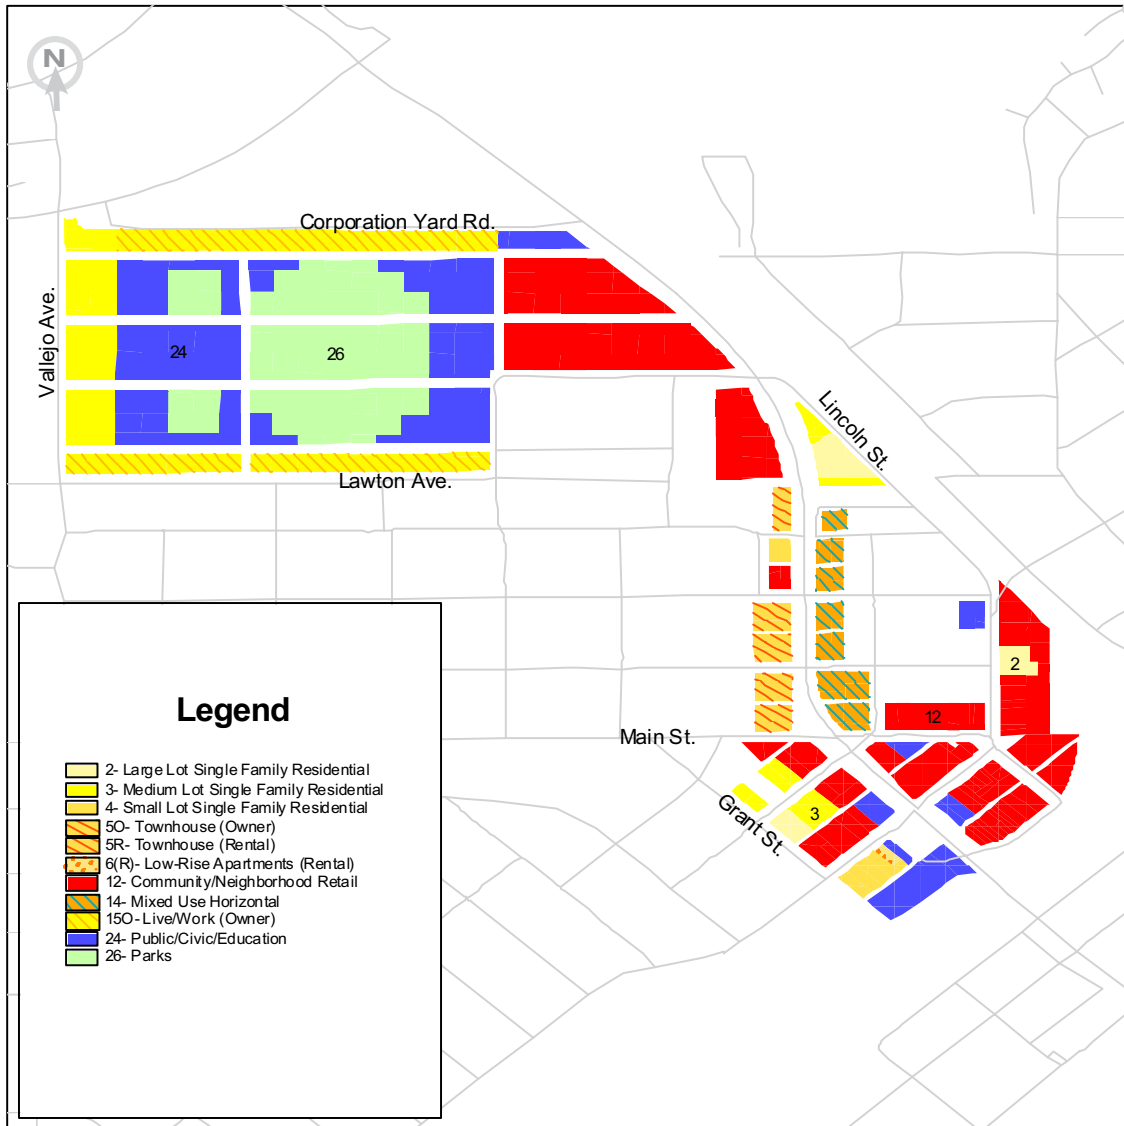 N
Corporation Yard Rd.
Vallejo Ave.
24
26
Lincoln St.
Lawton Ave.
2
12
Main St.
3
Grant St.
Legend
2- Large Lot Single Family Residential
3- Medium Lot Single Family Residential
4- Small Lot Single Family Residential
5O- Townhouse (Owner)
5R- Townhouse (Rental)
6(R)- Low-Rise Apartments (Rental)
12- Community/Neighborhood Retail
14- Mixed Use Horizontal
15O- Live/Work (Owner)
24- Public/Civic/Education
26- Parks